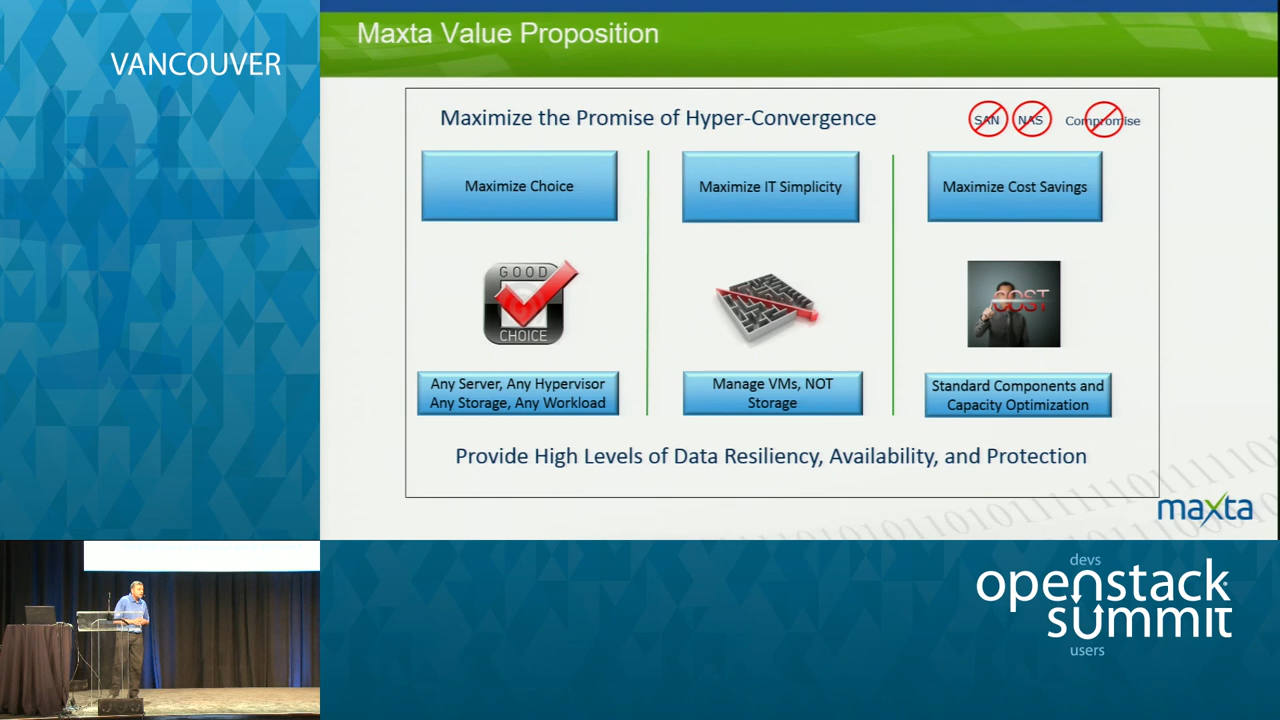 VANCOUVER
Maxta Value Proposition
Maximize the Promise of Hyper-Convergence
SAN
NAS
Compromise
Maximize Choice
Maximize IT Simplicity
Maximize Cost Savings
GOOD
CHOICE
COST
Any Server, Any Hypervisor
Any Storage, Any Workload
Manage VMs, NOT
Storage
Standard Components and
Capacity Optimization
Provide High Levels of Data Resiliency, Availability, and Protection
maxta
devs
openstack
summit
users